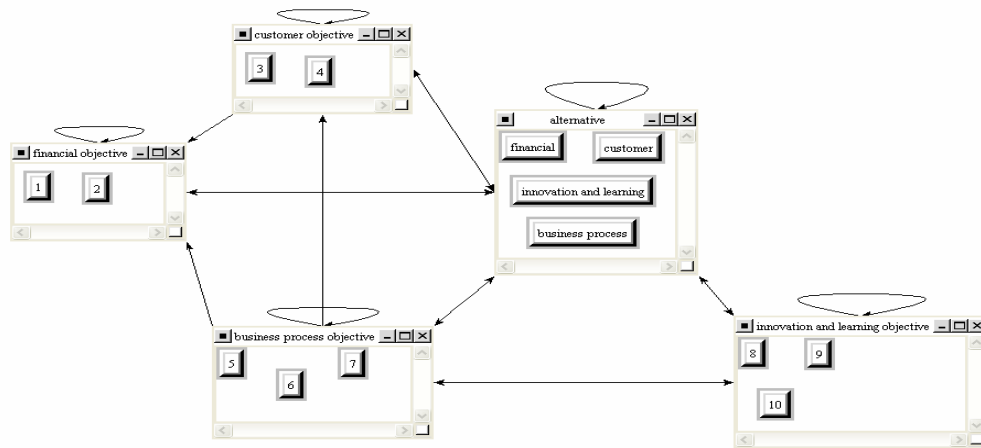 customer objective
3
4
alternative
financial
customer
innovation and learning
business process
financial objective
1
2
business process objective
5
7
6
innovation and learning objective
8
9
10